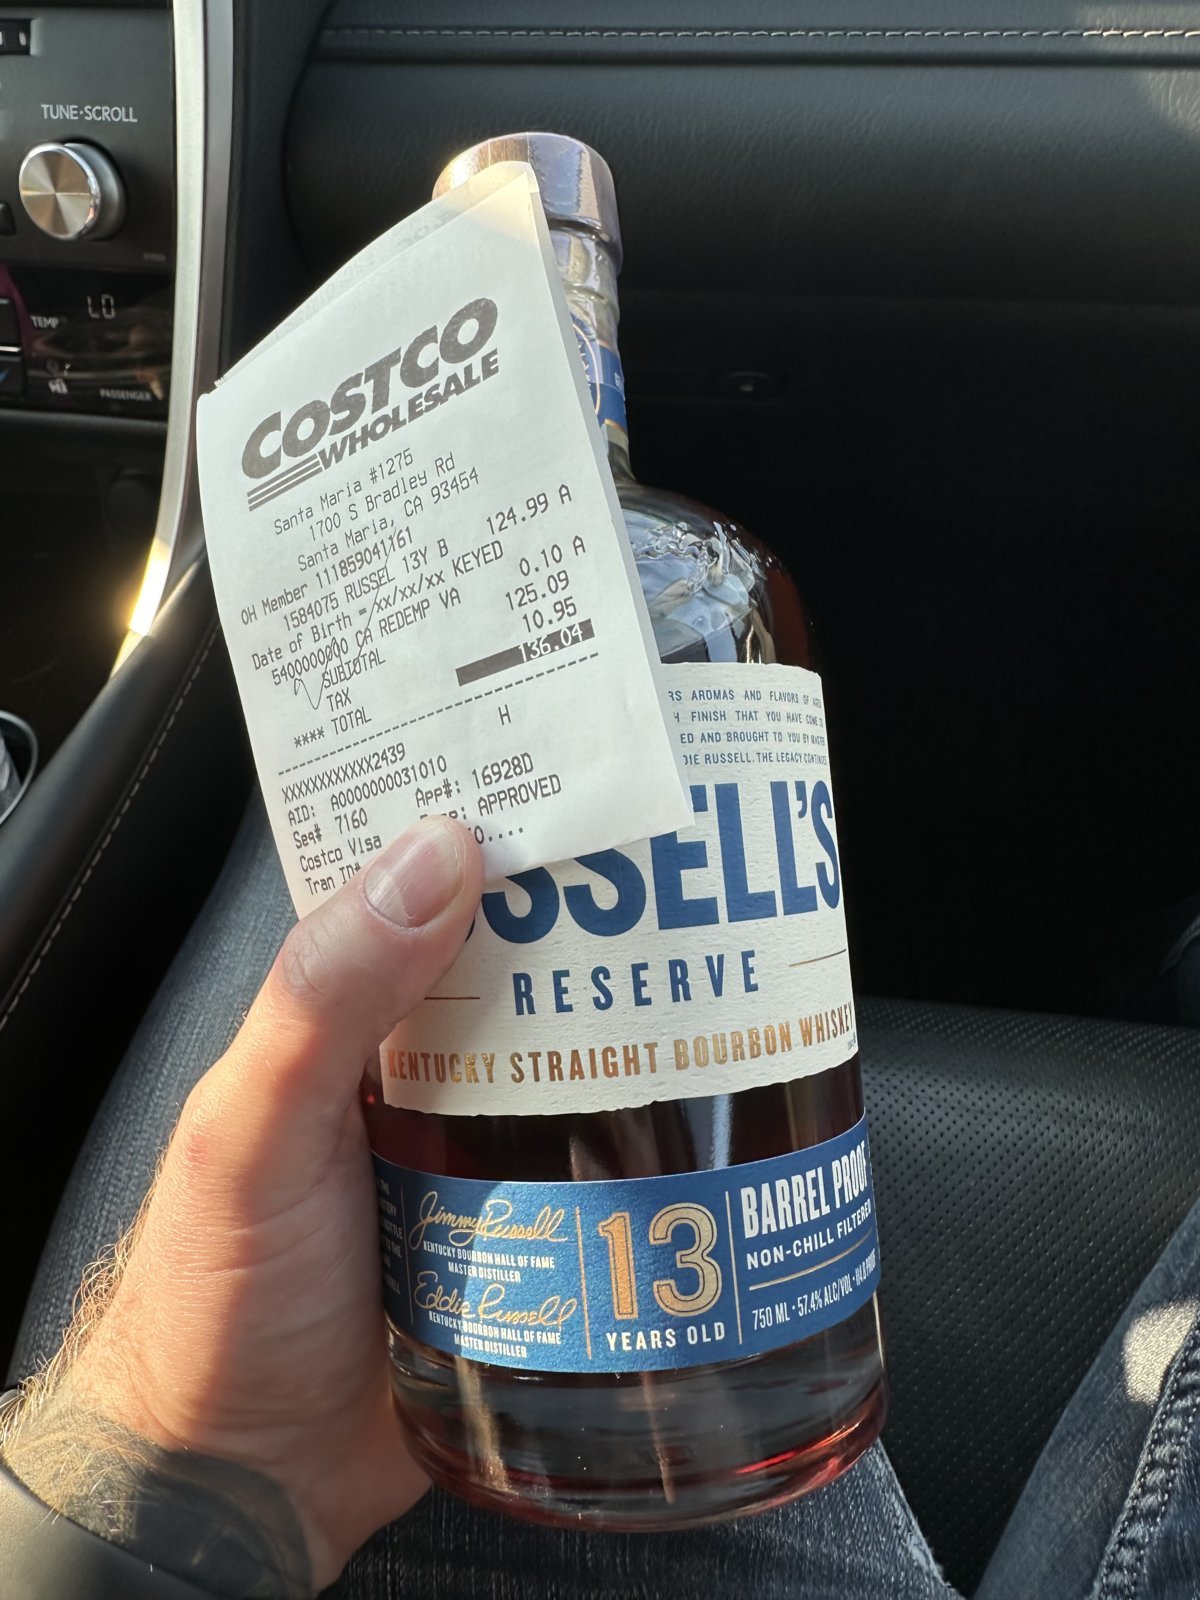 TUNE·SCROLL
TEMP
LO
PASSENGER
COSTCO
WHOLESALE
Santa Maria #1275
1700 S Bradley Rd
Santa Maria, CA 93454
OH Member 111859041161
1584075 RUSSEL 13Y B 124.99 A
Date of Birth = xx/xx/xx KEYED
540000000 CA REDEMP VA 0.10 A
SUBTOTAL 125.09
TAX 10.95
**** TOTAL 136.04
H
XXXXXXXXXXXX2439
AID: A0000000031010
Seq# 7160 App#: 16928D
Costco Visa APPROVED
Tran ID#
AROMAS AND FLAVORS OF
FINISH THAT YOU HAVE COME
AND BROUGHT TO YOU BY MASTER
RUSSELL. THE LEGACY CONTINUES.
SSELL'S
RESERVE
KENTUCKY STRAIGHT BOURBON WHISKEY
Jimmy Russell
KENTUCKY BOURBON HALL OF FAME
MASTER DISTILLER
Eddie Russell
KENTUCKY BOURBON HALL OF FAME
MASTER DISTILLER
13
YEARS OLD
BARREL PROOF
NON-CHILL FILTERED
750 ML · 57.4% ALC/VOL · 114.8 PROOF